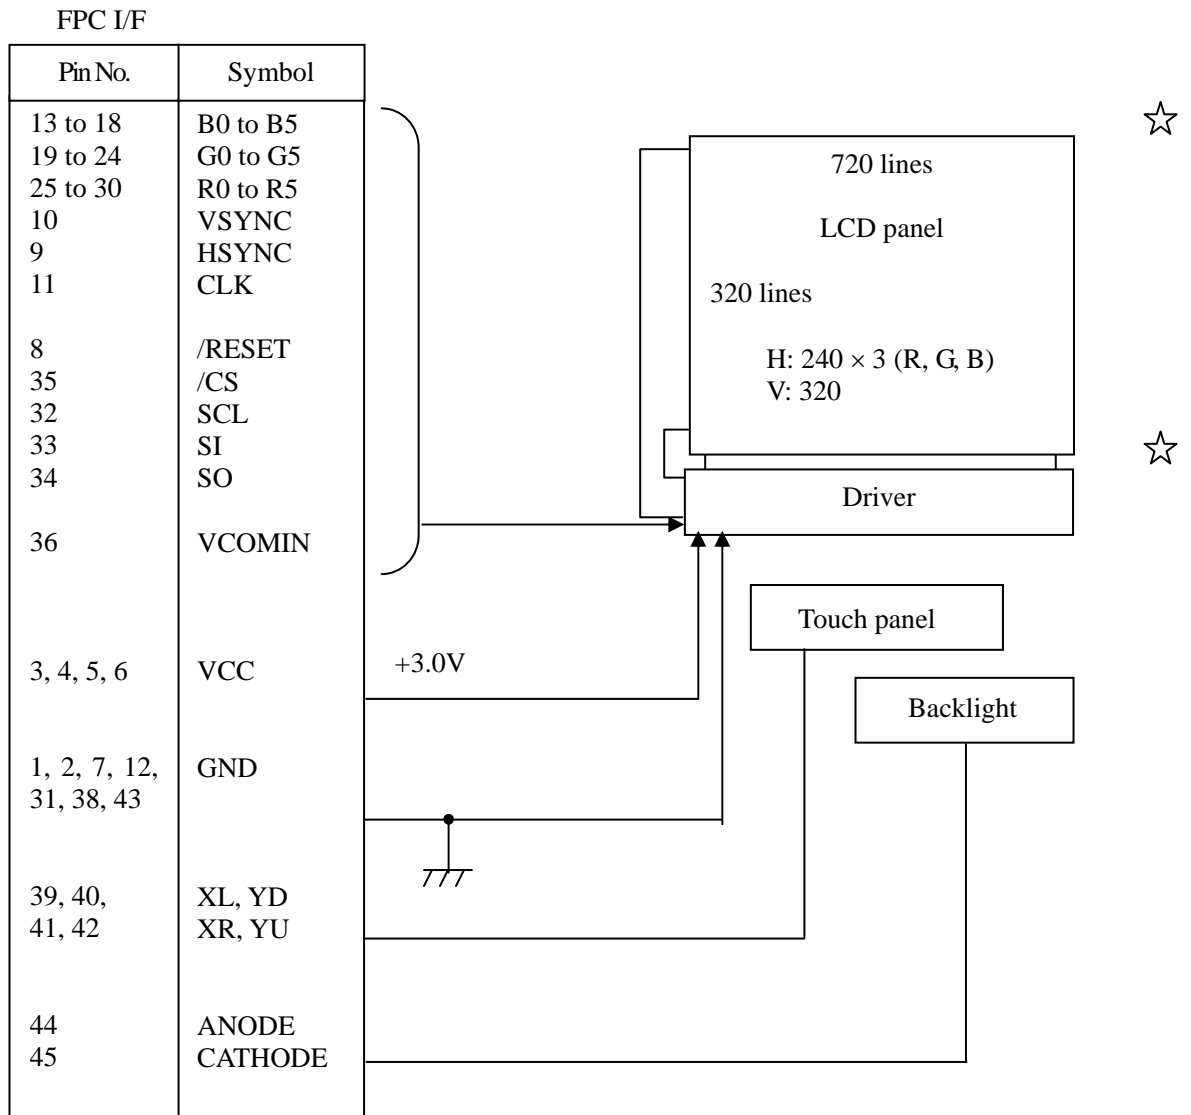 FPC I/F
Pin No. Symbol
13 to 18 B0 to B5
19 to 24 G0 to G5
25 to 30 R0 to R5
10 VSYNC
9 HSYNC
11 CLK
8 /RESET
35 /CS
32 SCL
33 SI
34 SO
36 VCOMIN
3, 4, 5, 6 VCC
+3.0V
1, 2, 7, 12, GND
31, 38, 43
39, 40, XL, YD
41, 42 XR, YU
44 ANODE
45 CATHODE
720 lines
LCD panel
320 lines
H: 240 × 3 (R, G, B)
V: 320
Driver
Touch panel
Backlight